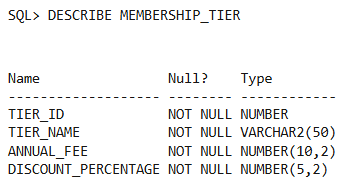 SQL> DESCRIBE MEMBERSHIP_TIER
Name                Null?    Type
------------------- -------- ------------
TIER_ID             NOT NULL NUMBER
TIER_NAME           NOT NULL VARCHAR2(50)
ANNUAL_FEE          NOT NULL NUMBER(10,2)
DISCOUNT_PERCENTAGE NOT NULL NUMBER(5,2)